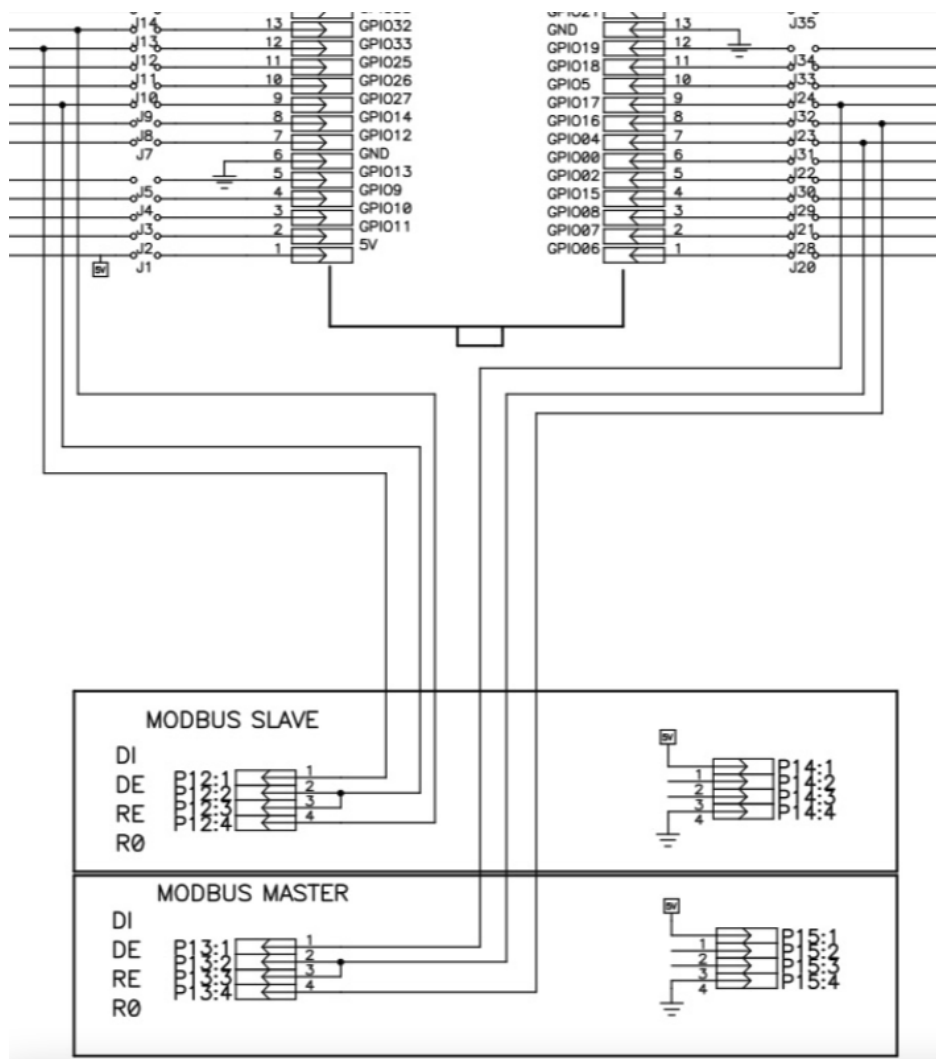 J14 13 GPIO32
J13 12 GPIO33
J12 11 GPIO25
J11 10 GPIO26
J10 9 GPIO27
J9 8 GPIO14
J8 7 GPIO12
J7 6 GND
5 GPIO13
J5 4 GPIO9
J4 3 GPIO10
J3 2 GPIO11
J2 1 5V
5V J1
GPIO21 J35
GND 13
GPIO19 12
GPIO18 11 J34
GPIO5 10 J33
GPIO17 9 J24
GPIO16 8 J32
GPIO04 7 J23
GPIO00 6 J31
GPIO02 5 J22
GPIO15 4 J30
GPIO08 3 J29
GPIO07 2 J21
GPIO06 1 J28
J20
MODBUS SLAVE
DI
DE
RE
R0
P12:1 1
P12:2 2
P12:3 3
P12:4 4
5V
P14:1
1 P14:2
2 P14:3
3 P14:4
4
MODBUS MASTER
DI
DE
RE
R0
P13:1 1
P13:2 2
P13:3 3
P13:4 4
5V
P15:1
1 P15:2
2 P15:3
3 P15:4
4